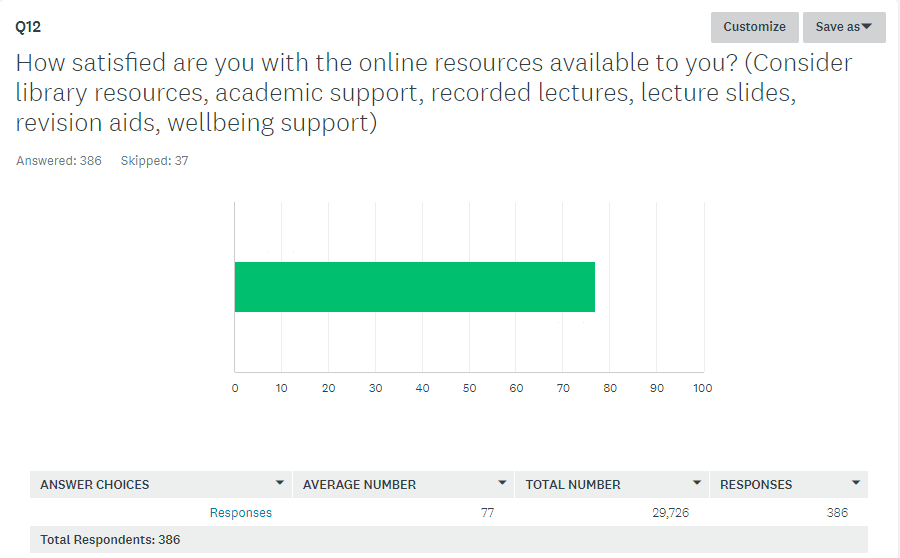 Q12
Customize
Save as
How satisfied are you with the online resources available to you? (Consider
library resources, academic support, recorded lectures, lecture slides,
revision aids, wellbeing support)
Answered: 386 Skipped: 37
0 10 20 30 40 50 60 70 80 90 100
ANSWER CHOICES AVERAGE NUMBER TOTAL NUMBER RESPONSES
Responses 77 29,726 386
Total Respondents: 386